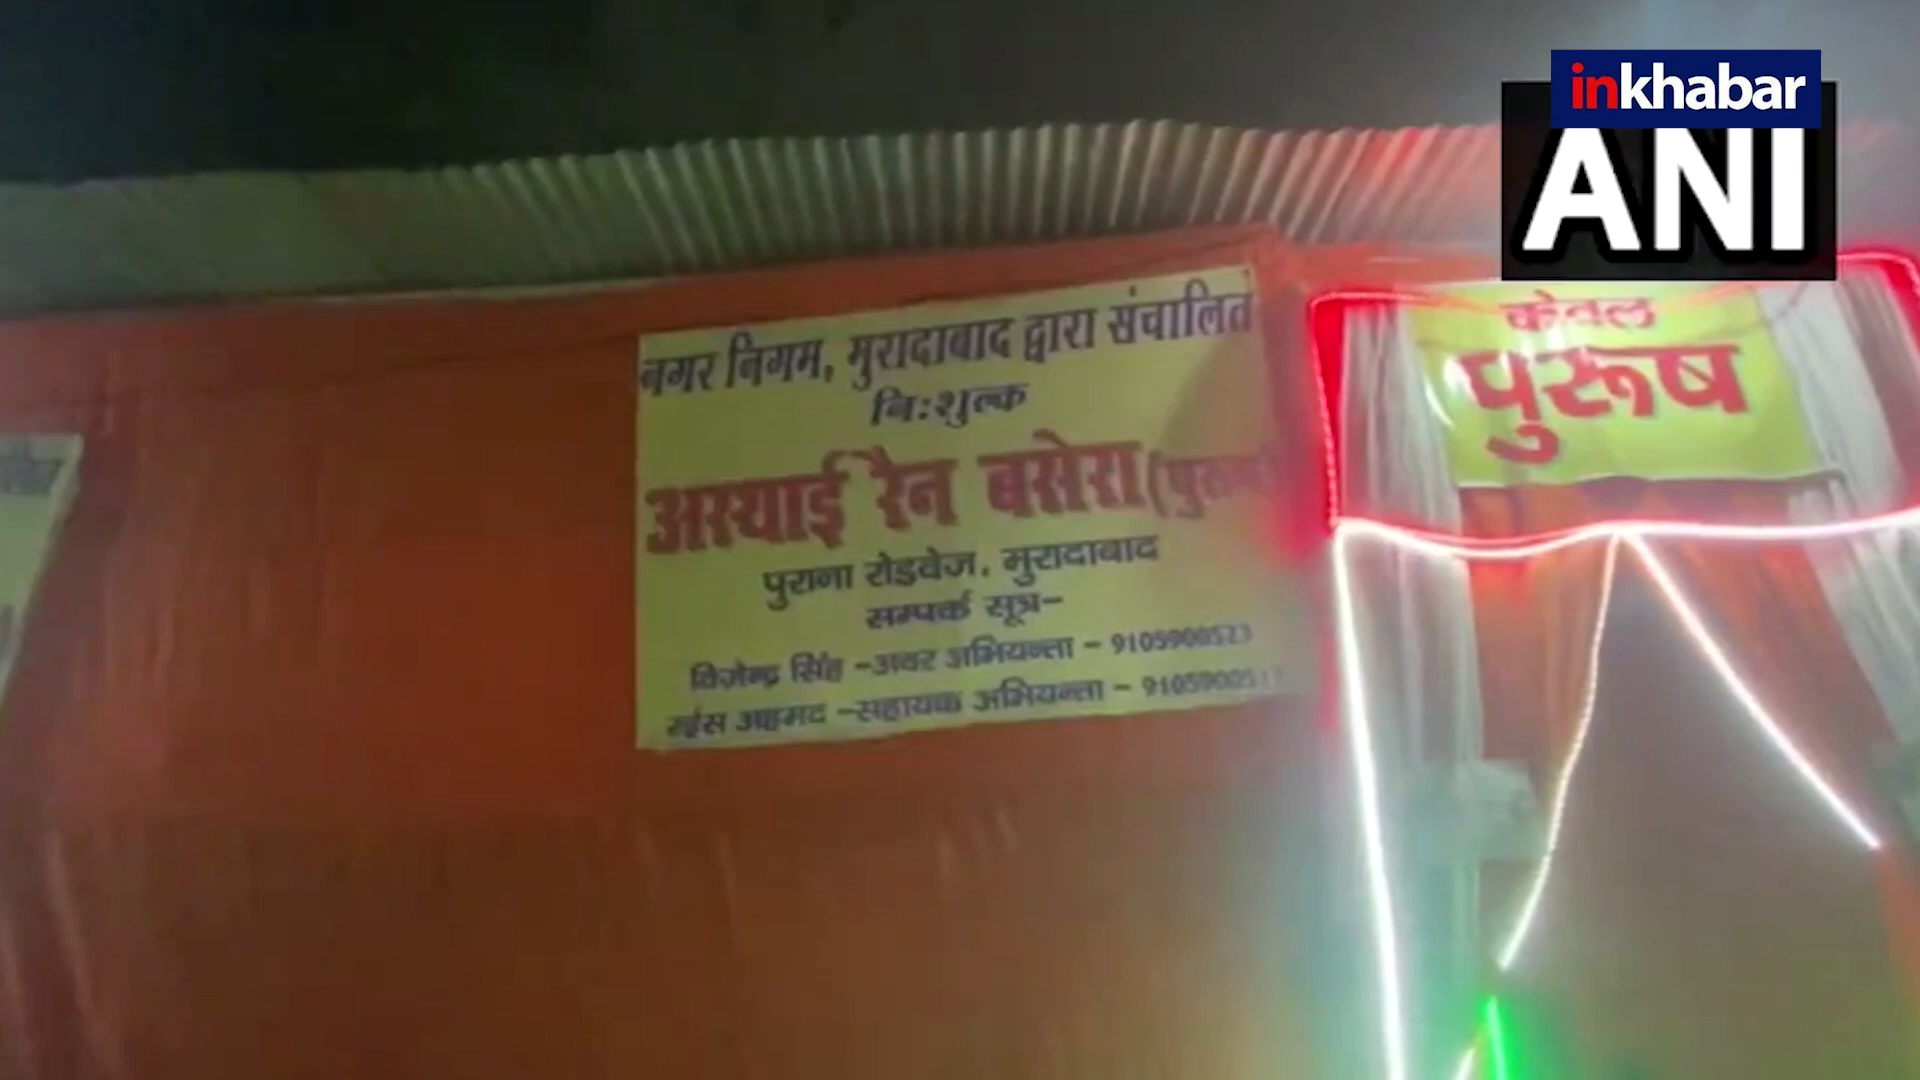 inkhabar
ANI
नगर निगम, मुरादाबाद द्वारा संचालित
नि:शुल्क
अस्थाई रैन बसेरा (पुरूष)
पुराना रोडवेज, मुरादाबाद
सम्पर्क सूत्र-
विजेन्द्र सिंह -अवर अभियन्ता - 9105900523
रईस अहमद -सहायक अभियन्ता -
केवल
पुरूष